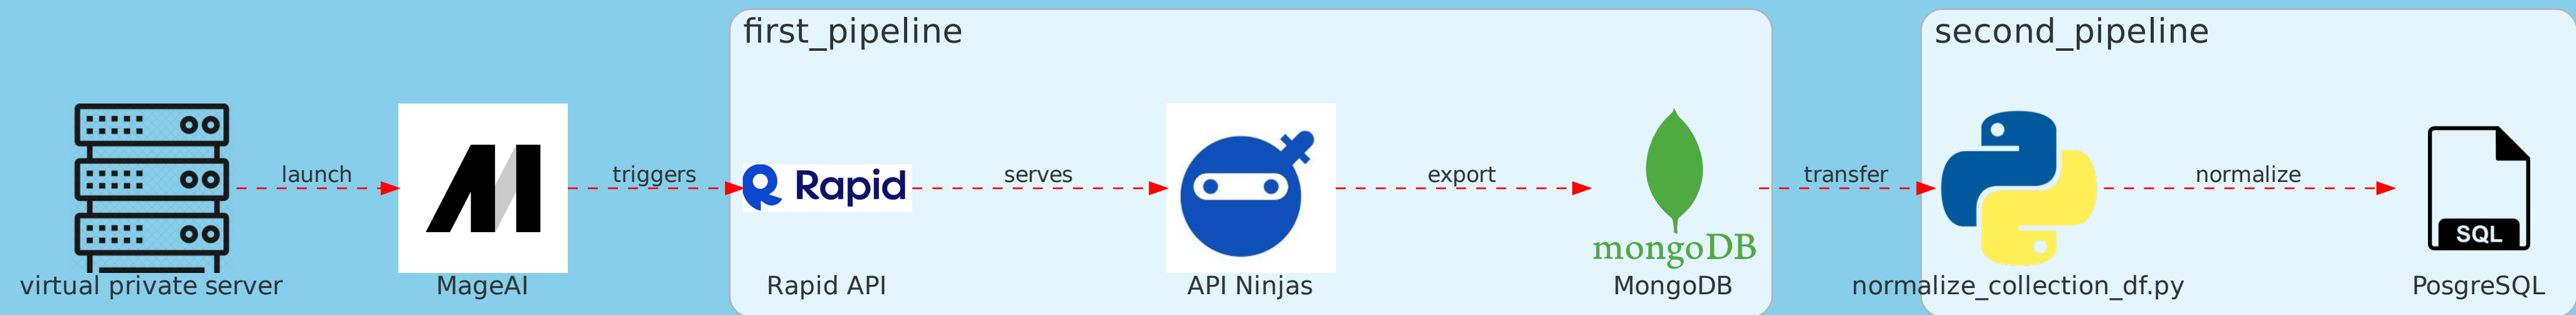 first_pipeline
second_pipeline
launch
triggers
Rapid
serves
export
transfer
normalize
mongoDB
SQL
virtual private server
MageAI
Rapid API
API Ninjas
MongoDB
normalize_collection_df.py
PosgreSQL